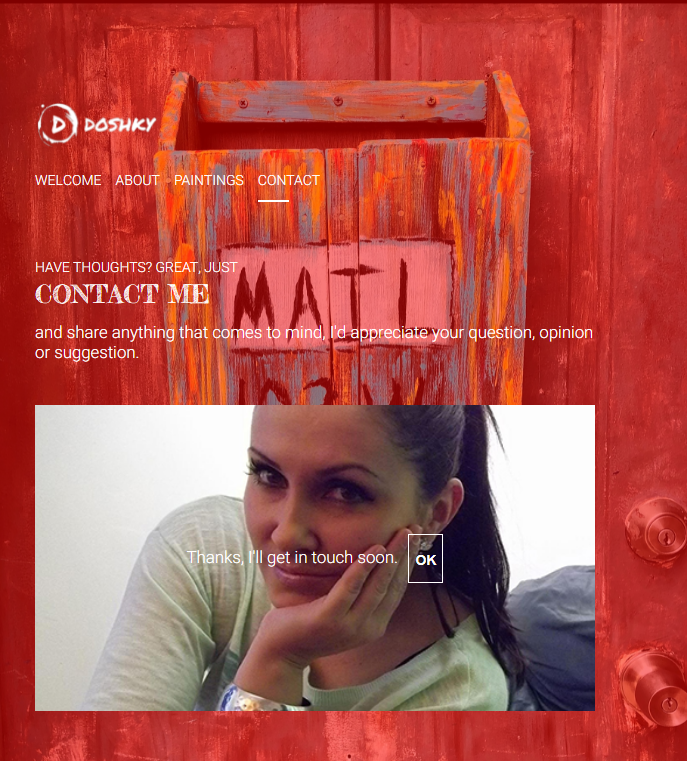 D DOSHKY
WELCOME ABOUT PAINTINGS CONTACT
HAVE THOUGHTS? GREAT, JUST
CONTACT ME
and share anything that comes to mind, I'd appreciate your question, opinion
or suggestion.
MAIL
Thanks, I'll get in touch soon. OK